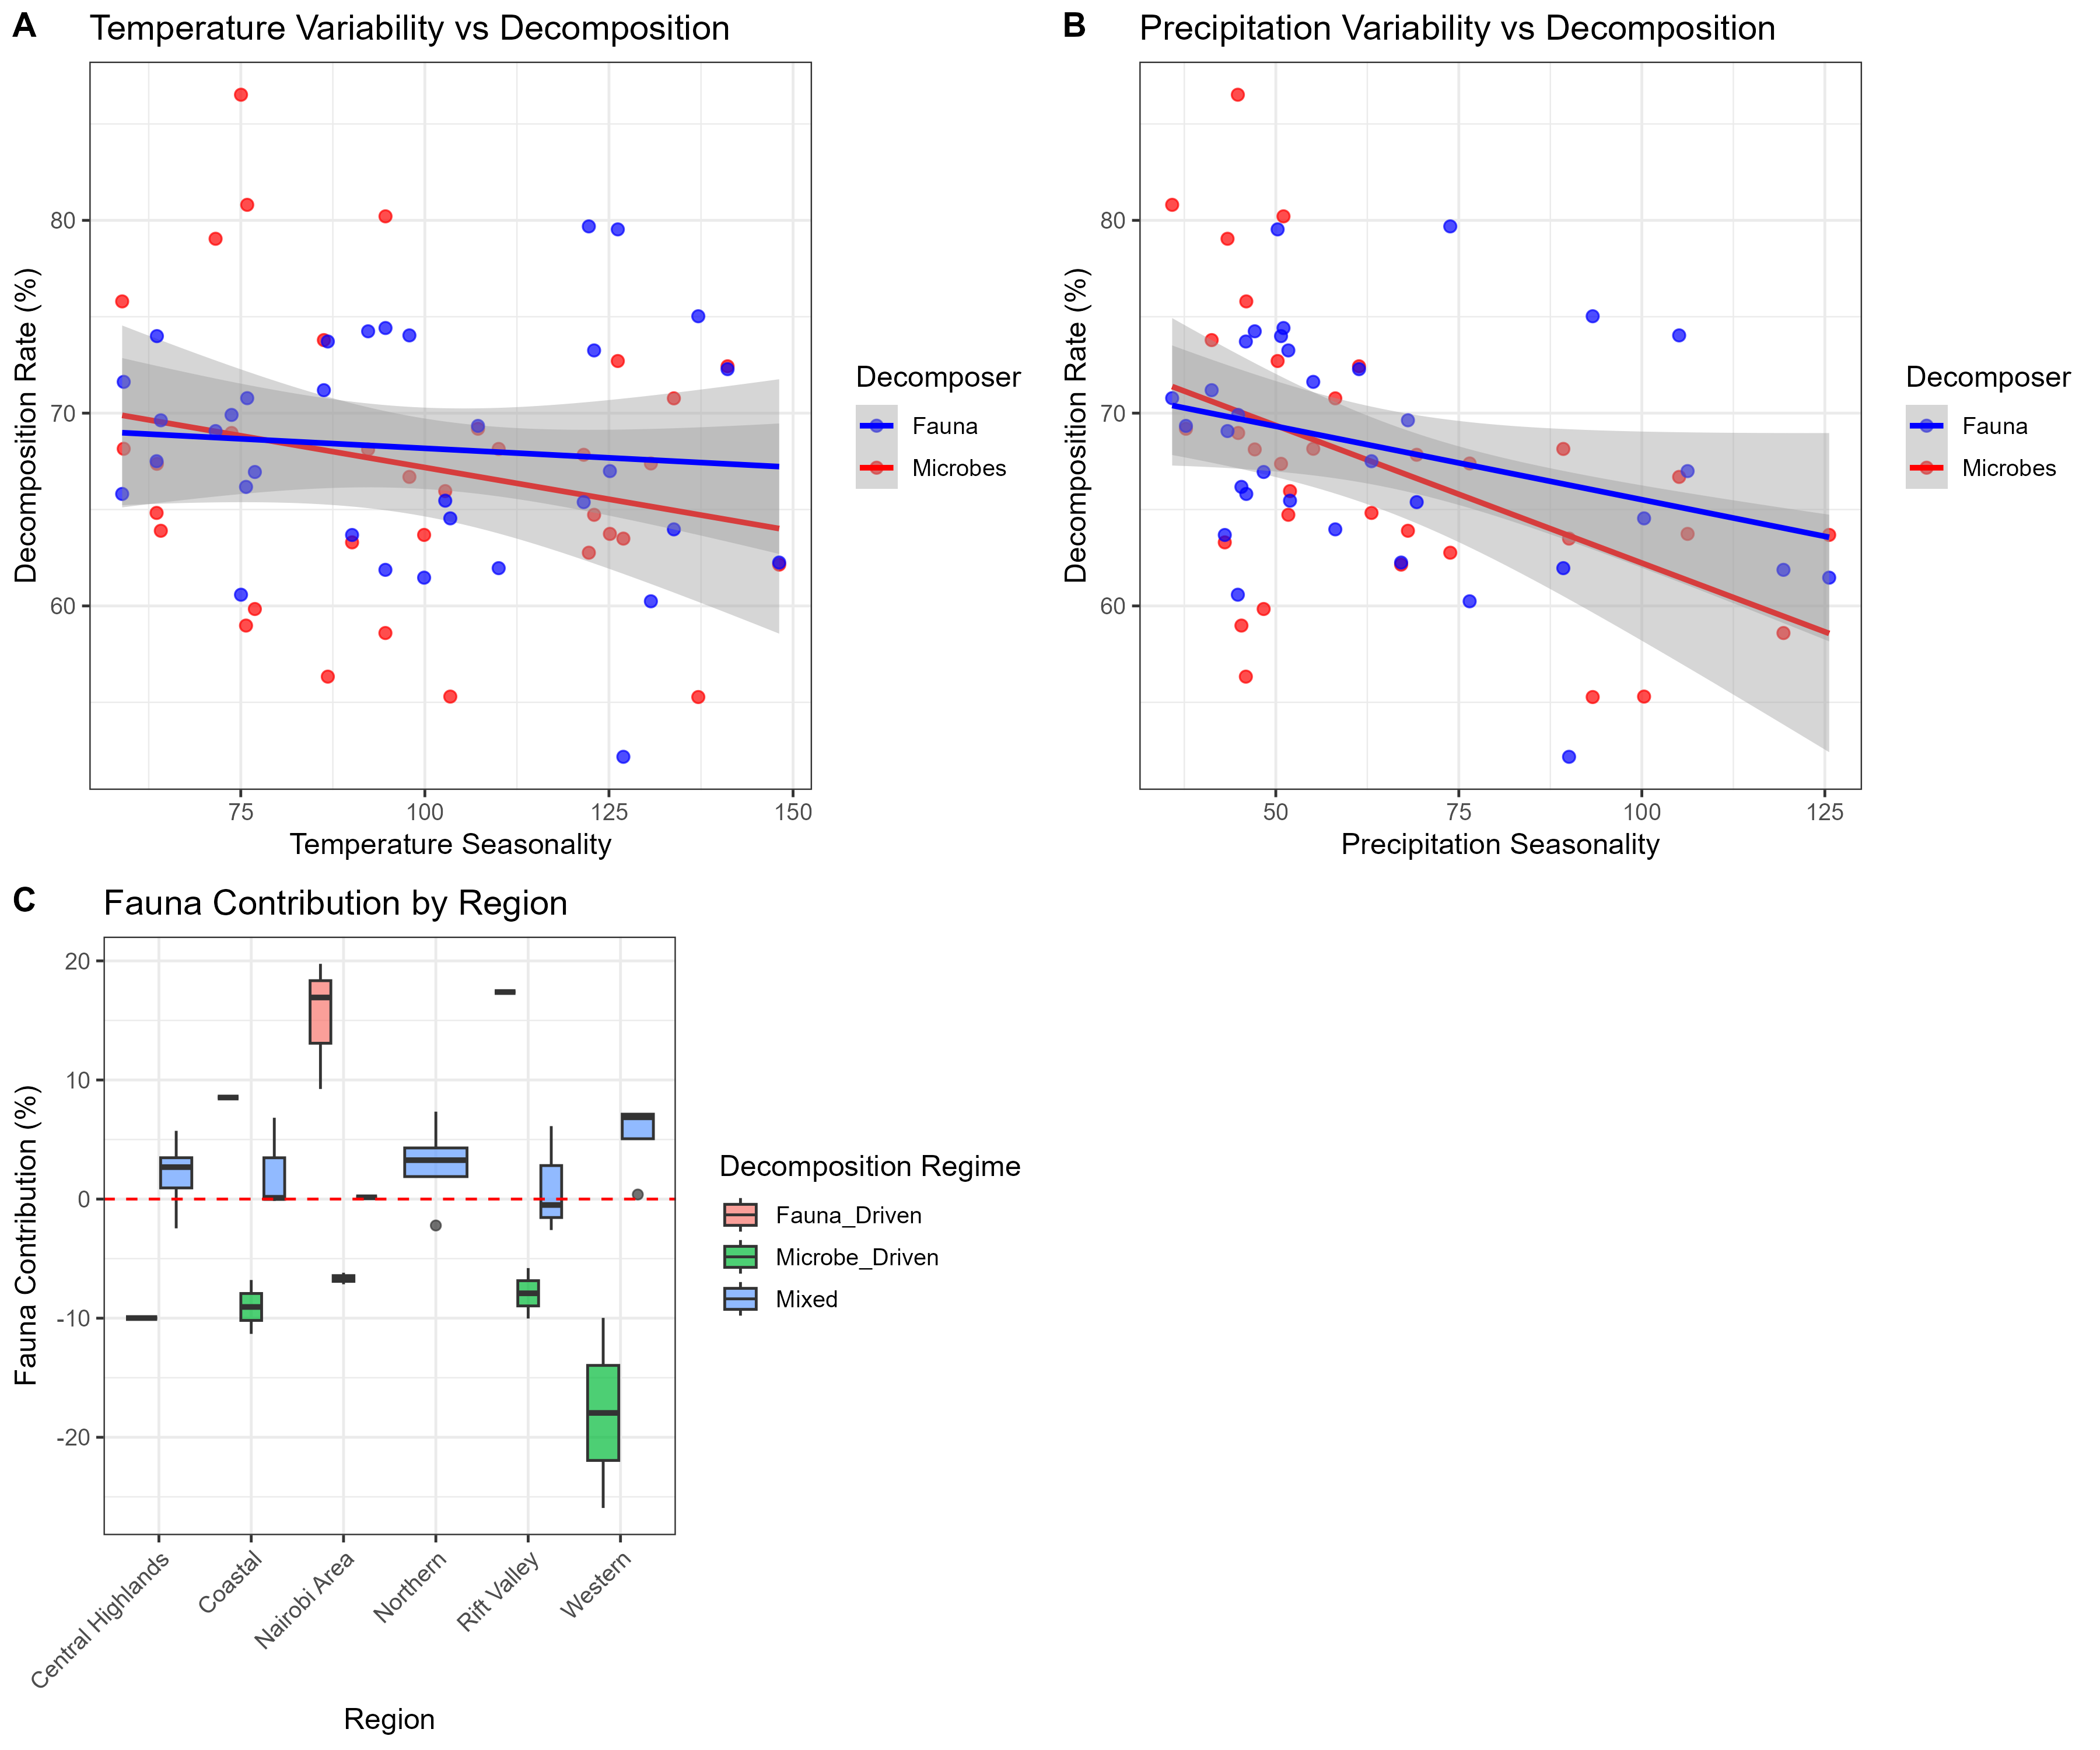 A
Temperature Variability vs Decomposition
Decomposition Rate (%)
80
70
60
75
100
125
150
Temperature Seasonality
Decomposer
Fauna
Microbes
B
Precipitation Variability vs Decomposition
Decomposition Rate (%)
80
70
60
50
75
100
125
Precipitation Seasonality
Decomposer
Fauna
Microbes
C
Fauna Contribution by Region
Fauna Contribution (%)
20
10
0
-10
-20
Central Highlands
Coastal
Nairobi Area
Northern
Rift Valley
Western
Region
Decomposition Regime
Fauna_Driven
Microbe_Driven
Mixed